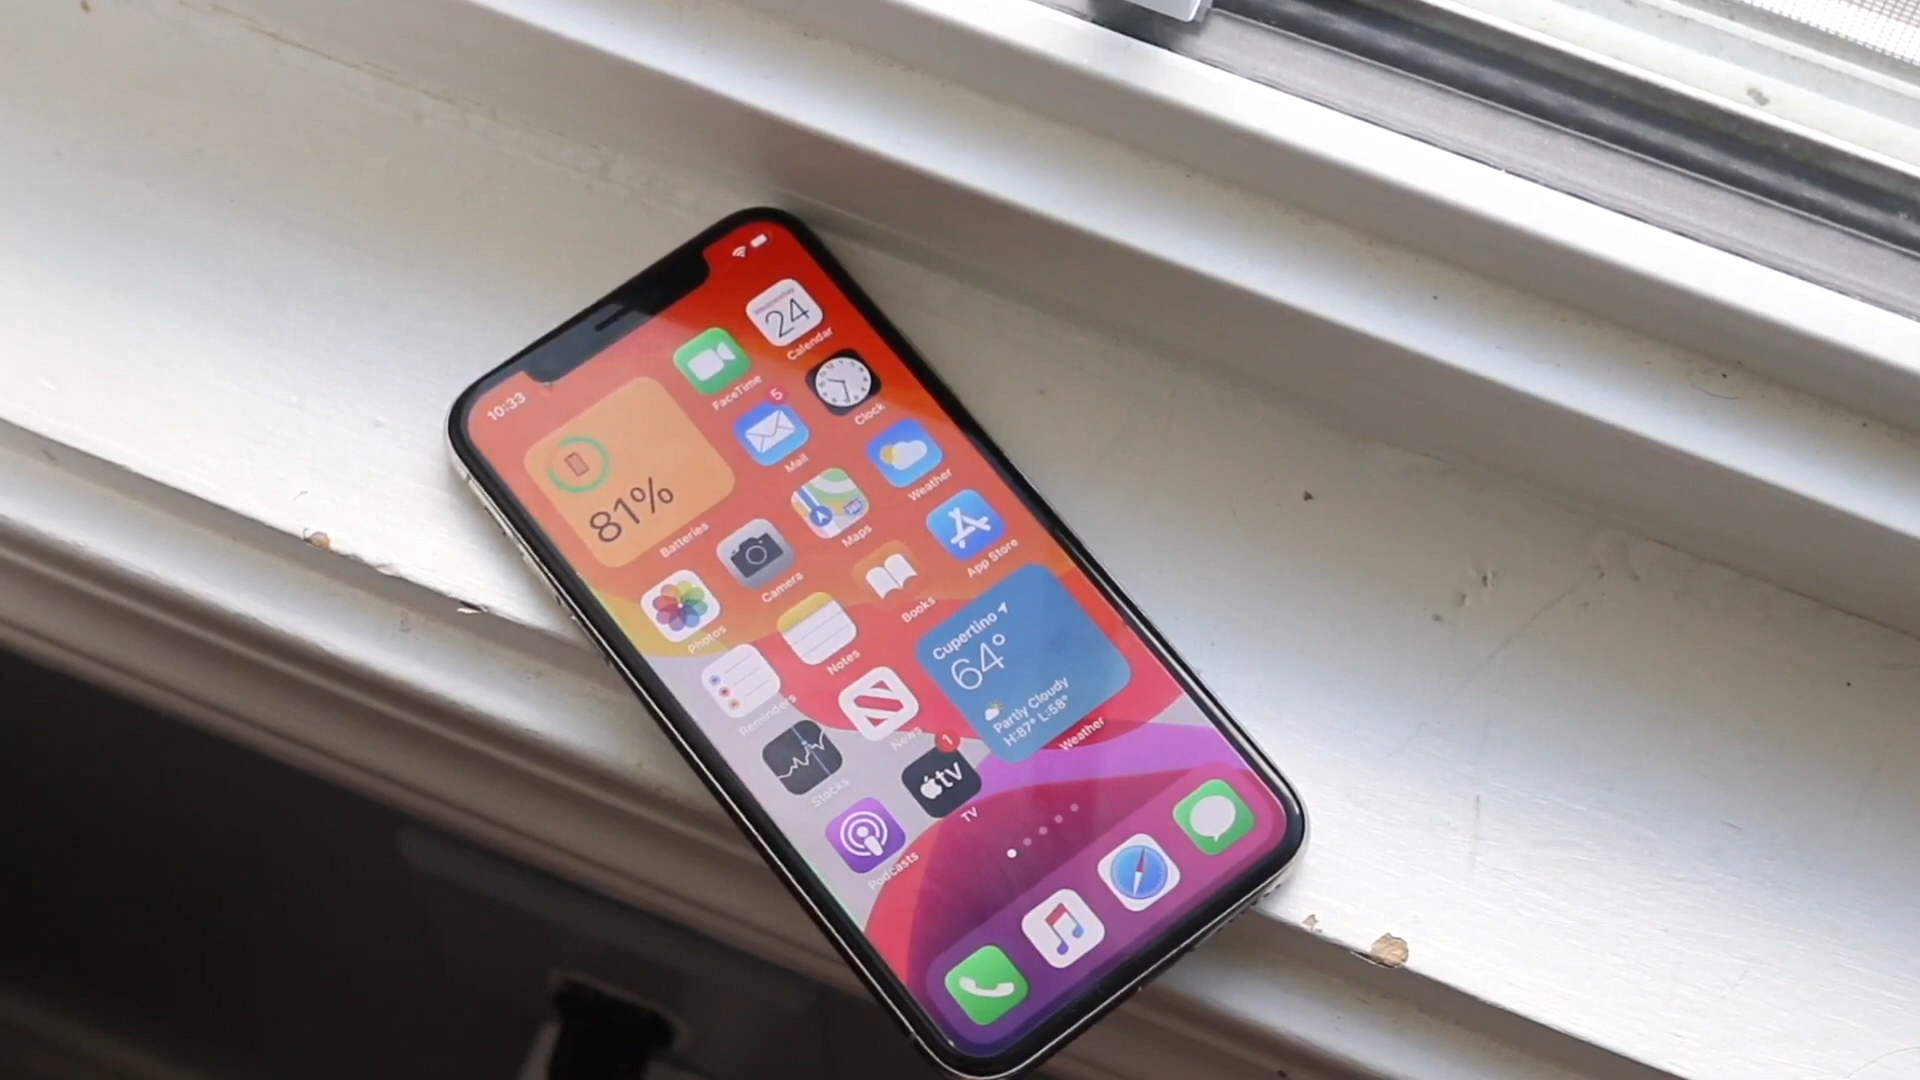 10:33
81%
Batteries
FaceTime
Wednesday
24
Calendar
5
Mail
Clock
Photos
Camera
Maps
Weather
Reminders
Notes
Books
App Store
Stocks
News
Cupertino
64°
Partly Cloudy
H:87° L:58°
Weather
Podcasts
1
tv
TV